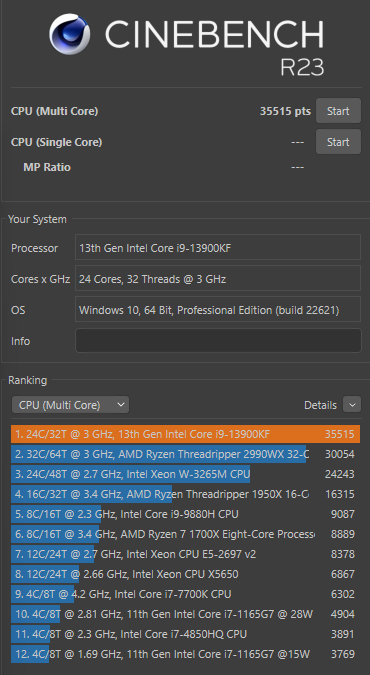 CINEBENCH
R23
CPU (Multi Core) 35515 pts Start
CPU (Single Core) --- Start
MP Ratio ---
Your System
Processor 13th Gen Intel Core i9-13900KF
Cores x GHz 24 Cores, 32 Threads @ 3 GHz
OS Windows 10, 64 Bit, Professional Edition (build 22621)
Info
Ranking
CPU (Multi Core) Details
1. 24C/32T @ 3 GHz, 13th Gen Intel Core i9-13900KF 35515
2. 32C/64T @ 3 GHz, AMD Ryzen Threadripper 2990WX 32-C 30054
3. 24C/48T @ 2.7 GHz, Intel Xeon W-3265M CPU 24243
4. 16C/32T @ 3.4 GHz, AMD Ryzen Threadripper 1950X 16-C 16315
5. 8C/16T @ 2.3 GHz, Intel Core i9-9880H CPU 9087
6. 8C/16T @ 3.4 GHz, AMD Ryzen 7 1700X Eight-Core Process 8889
7. 12C/24T @ 2.7 GHz, Intel Xeon CPU E5-2697 v2 8378
8. 12C/24T @ 2.66 GHz, Intel Xeon CPU X5650 6867
9. 4C/8T @ 4.2 GHz, Intel Core i7-7700K CPU 6302
10. 4C/8T @ 2.81 GHz, 11th Gen Intel Core i7-1165G7 @ 28W 4904
11. 4C/8T @ 2.3 GHz, Intel Core i7-4850HQ CPU 3891
12. 4C/8T @ 1.69 GHz, 11th Gen Intel Core i7-1165G7 @15W 3769